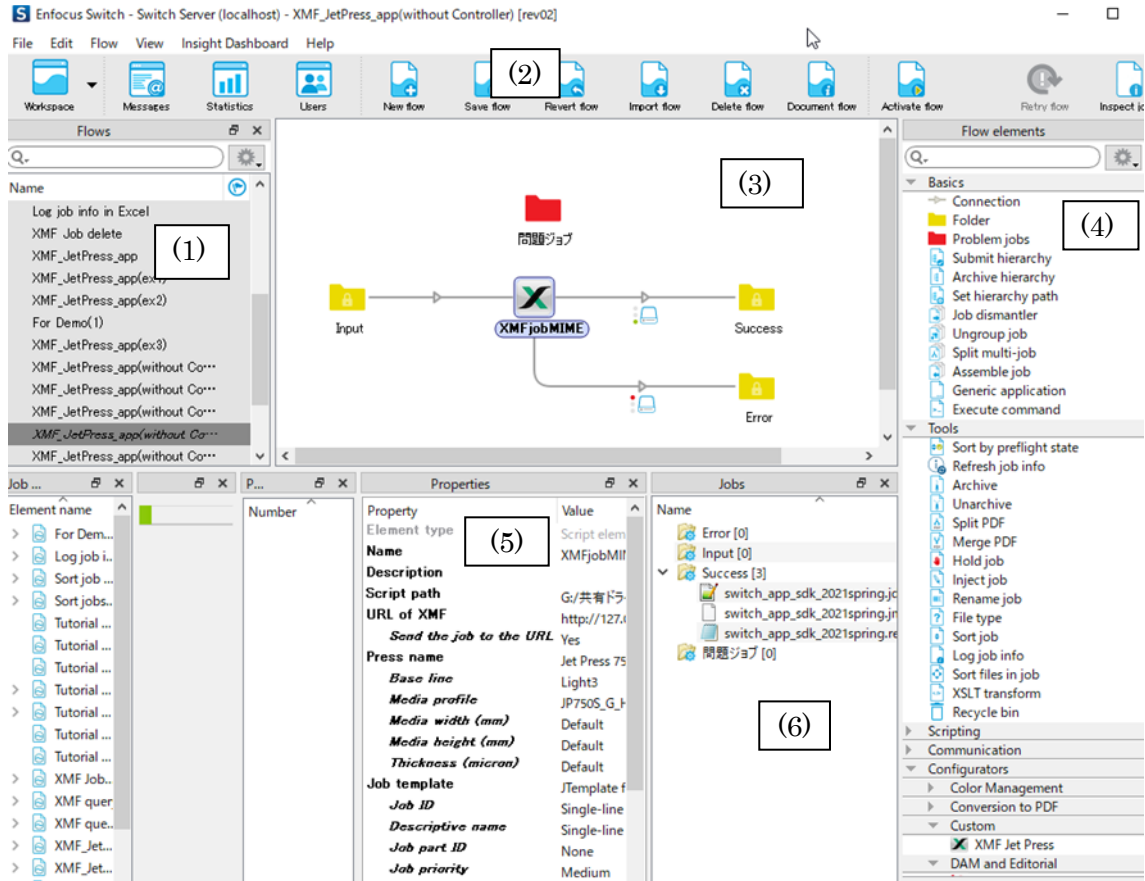 Enfocus Switch - Switch Server (localhost) - XMF_JetPress_app(without Controller) [rev02]
File Edit Flow View Insight Dashboard Help
(2)
Workspace Messages Statistics Users New flow Save flow Revert flow Import flow Delete flow Document flow Activate flow Retry flow Inspect jo
Flows
Name
Log job info in Excel
XMF Job delete
XMF_JetPress_app
XMF_JetPress_app(ex1)
XMF_JetPress_app(ex2)
For Demo(1)
XMF_JetPress_app(ex3)
XMF_JetPress_app(without Co…
XMF_JetPress_app(without Co…
XMF_JetPress_app(without Co…
XMF_JetPress_app(without Co…
XMF_JetPress_app(without Co…
(1)
(3)
問題ジョブ
Input
XMFjobMIME
Success
Error
Flow elements
Basics
Connection
Folder
Problem jobs
Submit hierarchy
Archive hierarchy
Set hierarchy path
Job dismantler
Ungroup job
Split multi-job
Assemble job
Generic application
Execute command
Tools
Sort by preflight state
Refresh job info
Archive
Unarchive
Split PDF
Merge PDF
Hold job
Inject job
Rename job
File type
Sort job
Log job info
Sort files in job
XSLT transform
Recycle bin
Scripting
Communication
Configurators
Color Management
Conversion to PDF
Custom
XMF Jet Press
DAM and Editorial
(4)
Job ...
Element name
For Dem...
Log job i...
Sort job ...
Sort jobs...
Tutorial ...
Tutorial ...
Tutorial ...
Tutorial ...
Tutorial ...
Tutorial ...
Tutorial ...
XMF Job..
XMF quer
XMF que...
XMF_Jet...
XMF_Jet...
P...
Number
Properties
Property Value
Element type Script elem
Name XMFjobMI
Description
Script path G:/共有ドラ
URL of XMF http://127.
Send the job to the URL Yes
Press name Jet Press 75
Base line Light3
Media profile JP750S_G_H
Media width (mm) Default
Media height (mm) Default
Thickness (micron) Default
Job template JTemplate f
Job ID Single-line
Descriptive name Single-line
Job part ID None
Job priority Medium
(5)
Jobs
Name
Error [0]
Input [0]
Success [3]
switch_app_sdk_2021spring.jc
switch_app_sdk_2021spring.jn
switch_app_sdk_2021spring.re
問題ジョブ [0]
(6)